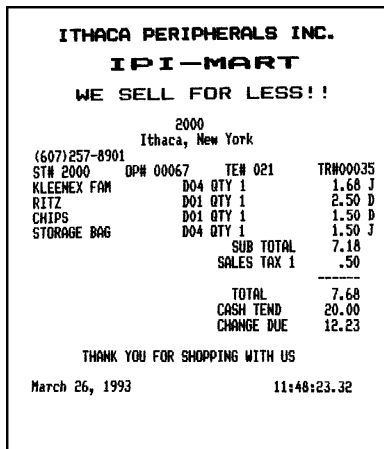 ITHACA PERIPHERALS INC.
IPI-MART
WE SELL FOR LESS!!
2000
Ithaca, New York
(607)257-8901
ST# 2000 OP# 00067 TE# 021 TR#00035
KLEENEX FAM D04 QTY 1 1.68 J
RITZ D01 QTY 1 2.50 D
CHIPS D01 QTY 1 1.50 D
STORAGE BAG D04 QTY 1 1.50 J
SUB TOTAL 7.18
SALES TAX 1 .50
------
TOTAL 7.68
CASH TEND 20.00
CHANGE DUE 12.23
THANK YOU FOR SHOPPING WITH US
March 26, 1993 11:48:23.32